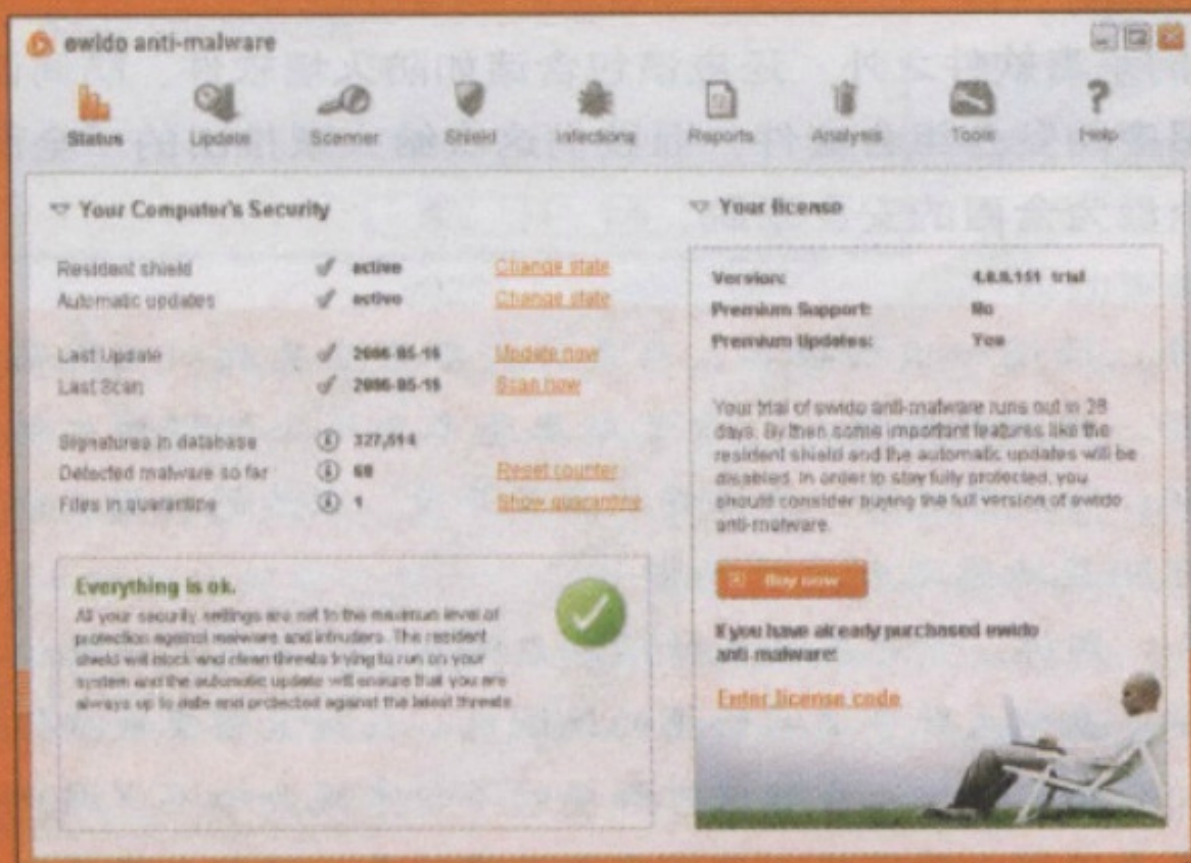 ewido anti-malware
Status Update Scanner Shield Infections Reports Analysis Tools Help
Your Computer's Security
Resident shield active Change state
Automatic updates active Change state
Last Update 2006-05-16 Update now
Last Scan 2006-05-16 Scan now
Signatures in database 327,514
Detected malware so far 68 Reset counter
Files in quarantine 1 Show quarantine
Everything is ok.
All your security settings are set to the maximum level of
protection against malware and intruders. The resident
shield will block and clean threats trying to run on your
system and the automatic update will ensure that you are
always up to date and protected against the latest threats
Your license
Version: trial
Premium Support: No
Premium Updates: Yes
Your trial of ewido anti-malware runs out in 28
days. By then some important features like the
resident shield and the automatic updates will be
disabled. In order to stay fully protected, you
should consider buying the full version of ewido
anti-malware.
Buy now
If you have already purchased ewido
anti-malware:
Enter license code